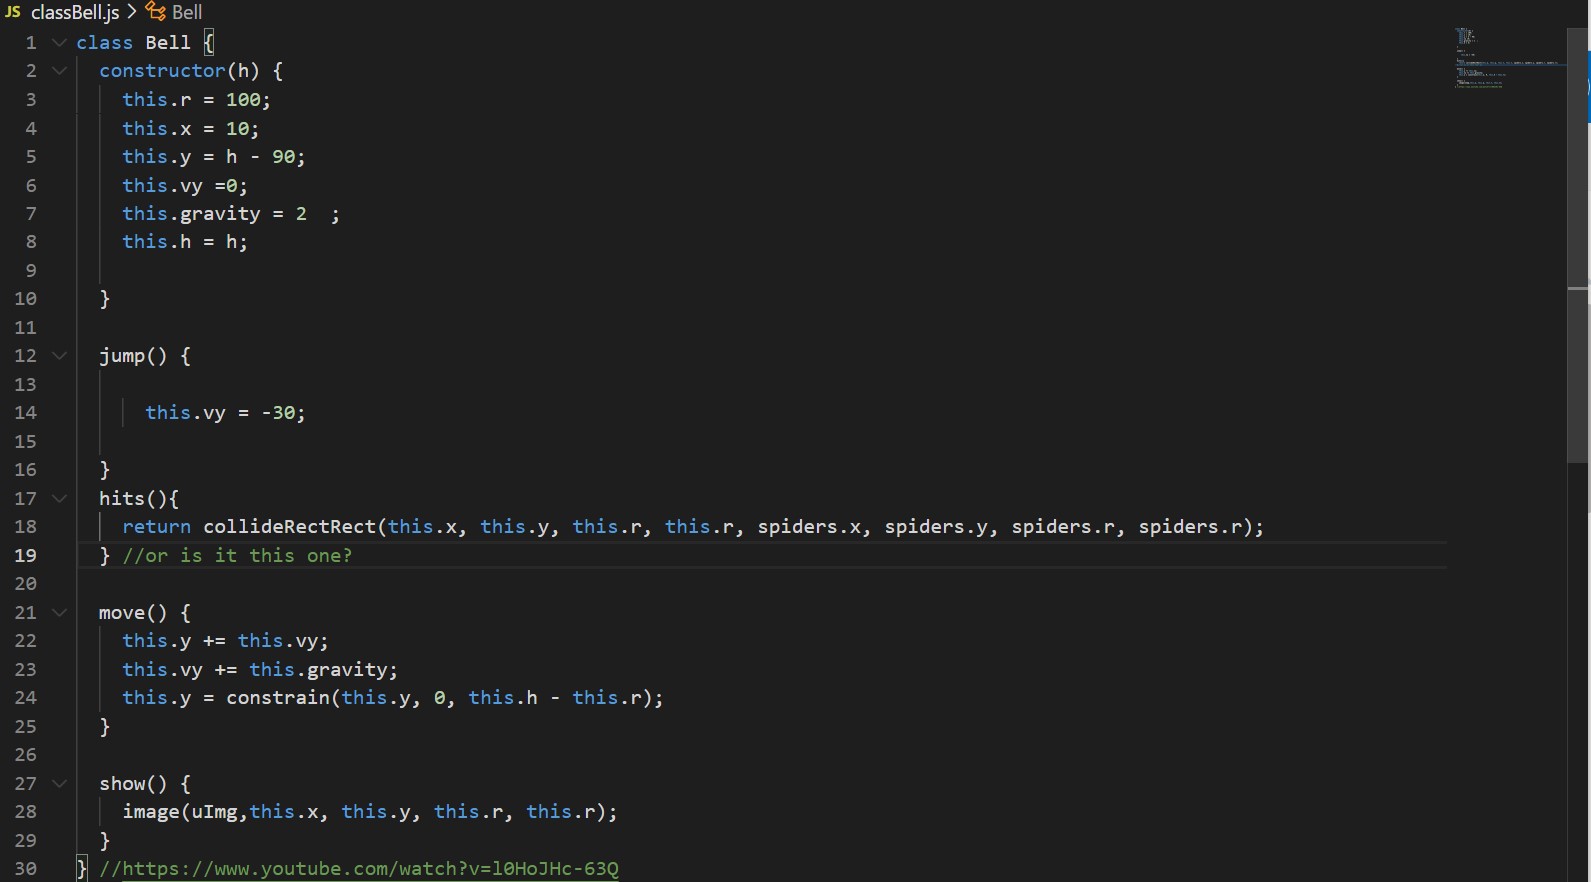 JS classBell.js > Bell
1 class Bell {
2 constructor(h) {
3 this.r = 100;
4 this.x = 10;
5 this.y = h - 90;
6 this.vy =0;
7 this.gravity = 2  ;
8 this.h = h;
9
10 }
11
12 jump() {
13
14 this.vy = -30;
15
16 }
17 hits(){
18 return collideRectRect(this.x, this.y, this.r, this.r, spiders.x, spiders.y, spiders.r, spiders.r);
19 } //or is it this one?
20
21 move() {
22 this.y += this.vy;
23 this.vy += this.gravity;
24 this.y = constrain(this.y, 0, this.h - this.r);
25 }
26
27 show() {
28 image(uImg,this.x, this.y, this.r, this.r);
29 }
30 } //https://www.youtube.com/watch?v=l0HoJHc-63Q